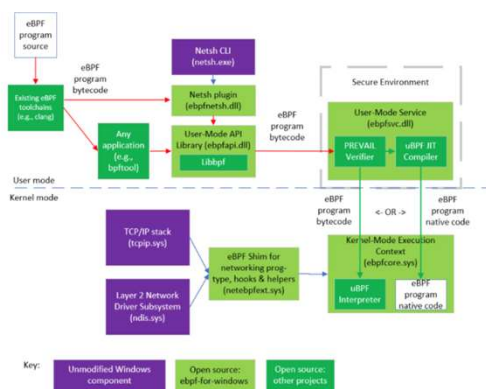 eBPF
program
source
Existing eBPF
toolchains
(e.g., clang)
eBPF
program
bytecode
Netsh CLI
(netsh.exe)
Netsh plugin
(ebpfnetsh.dll)
Any
application
(e.g.,
bpftool)
User-Mode API
Library (ebpfapi.dll)
Libbpf
eBPF
program
bytecode
Secure Environment
User-Mode Service
(ebpfsvc.dll)
PREVAIL
Verifier
uBPF JIT
Compiler
User mode
Kernel mode
eBPF
program
bytecode
<- OR ->
eBPF
program
native code
TCP/IP stack
(tcpip.sys)
Layer 2 Network
Driver Subsystem
(ndis.sys)
eBPF Shim for
networking prog-
type, hooks & helpers
(netebpfext.sys)
Kernel-Mode Execution
Context
(ebpfcore.sys)
uBPF
Interpreter
eBPF
program
native code
Key:
Unmodified Windows
component
Open source:
ebpf-for-windows
Open source:
other projects